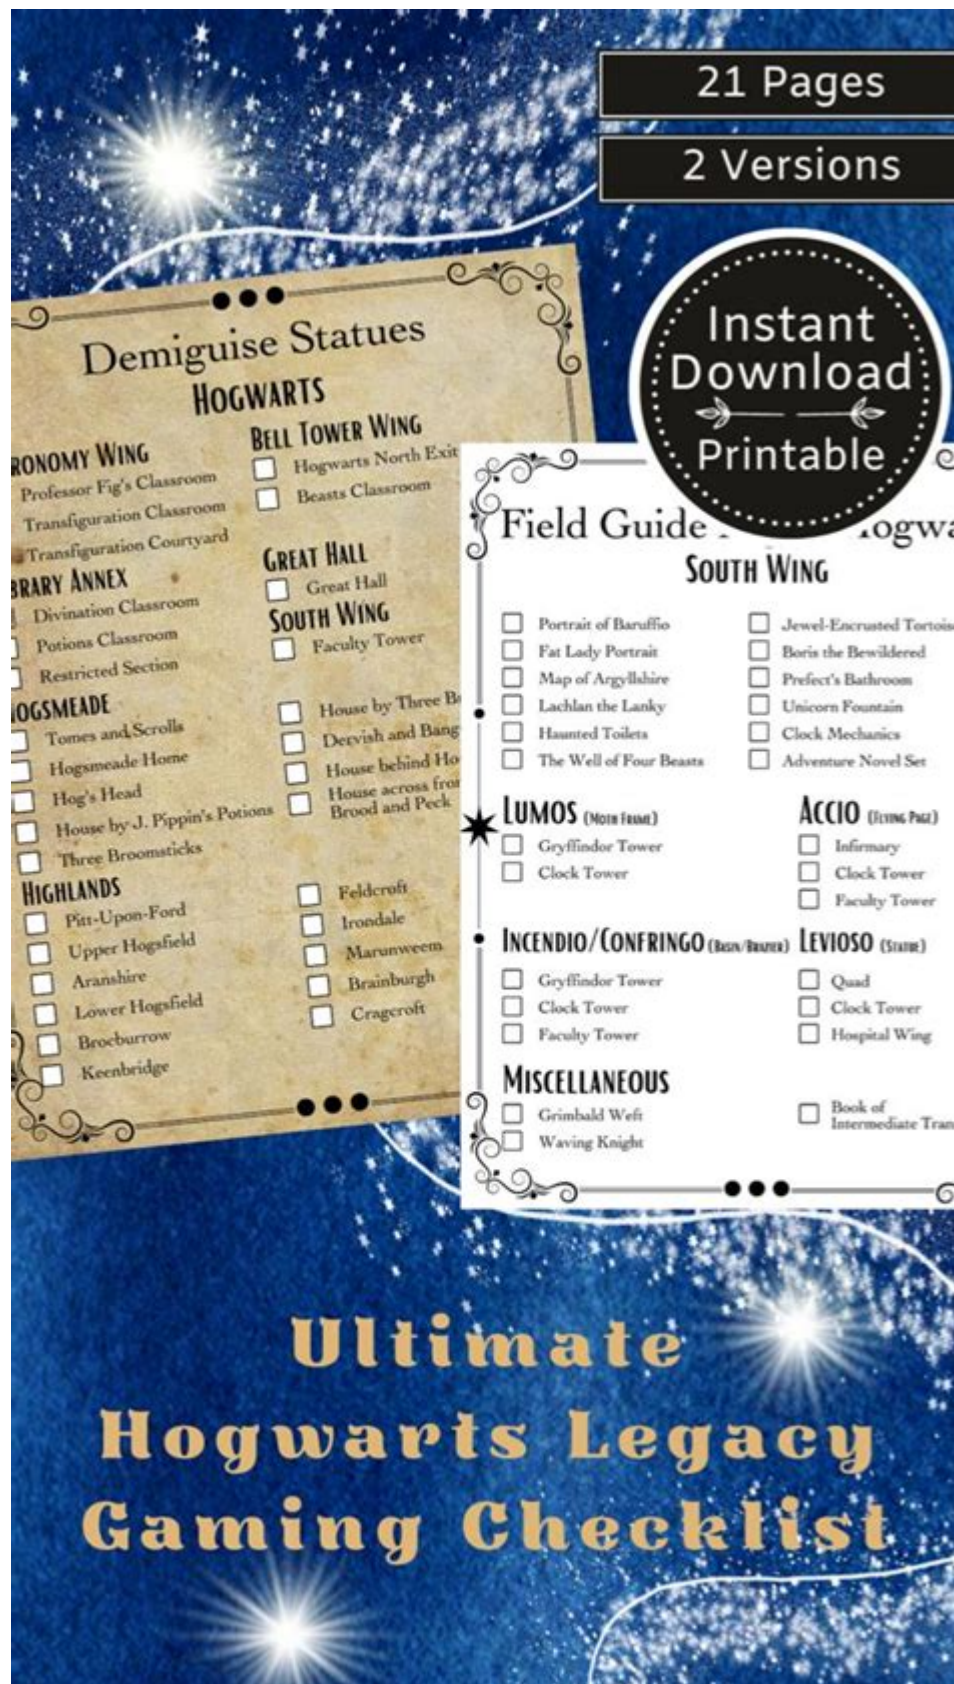 21 Pages
2 Versions
Instant
Download
Printable
Demiguise Statues
HOGWARTS
RONOMY WING
Professor Fig's Classroom
Transfiguration Classroom
Transfiguration Courtyard
BRARY ANNEX
Divination Classroom
Potions Classroom
Restricted Section
OGSMEADE
Tomes and Scrolls
Hogsmeade Home
Hog's Head
House by J. Pippin's Potions
Three Broomsticks
HIGHLANDS
Pitt-Upon-Ford
Upper Hogsfield
Aranshire
Lower Hogsfield
Brocburrow
Keenbridge
BELL TOWER WING
Hogwarts North Exit
Beasts Classroom
GREAT HALL
Great Hall
SOUTH WING
Faculty Tower
House by Three B
Dervish and Bang
House behind Ho
House across from
Brood and Peck
Feldcroft
Irondale
Marunweem
Brainburgh
Cragcroft
Field Guide ogwa
SOUTH WING
Portrait of Baruffio
Fat Lady Portrait
Map of Argyllshire
Lachlan the Lanky
Haunted Toilets
The Well of Four Beasts
Jewel-Encrusted Tortois
Boris the Bewildered
Prefect's Bathroom
Unicorn Fountain
Clock Mechanics
Adventure Novel Set
LUMOS (MOTH FRAME)
Gryffindor Tower
Clock Tower
ACCIO (FLYING PAGE)
Infirmary
Clock Tower
Faculty Tower
INCENDIO/CONFRINGO (BASIN/BRAZIER)
Gryffindor Tower
Clock Tower
Faculty Tower
LEVIOSO (STATUE)
Quad
Clock Tower
Hospital Wing
MISCELLANEOUS
Grimbald Weft
Waving Knight
Book of
Intermediate Tran
Ultimate
Hogwarts Legacy
Gaming Checklist